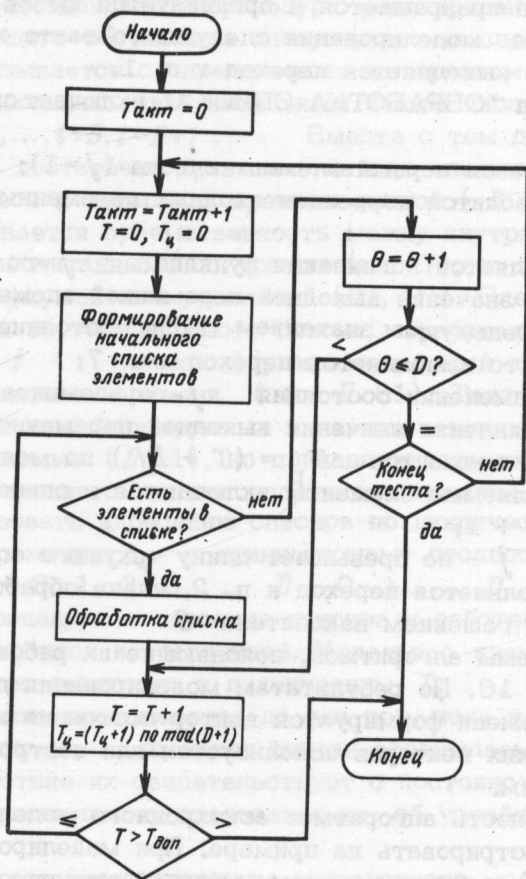 Начало
Такт =0
Такт = Такт+1
T=0, Tц =0
Формирование
начального
списка
элементов
Есть
элементы в
списке?
нет
да
Обработка списка
T = T +1
Tц=(Tц+1) по mod(D+1)
≤
T > Tдоп
>
θ = θ +1
<
θ ≤ D?
=
Конец
теста?
нет
да
Конец